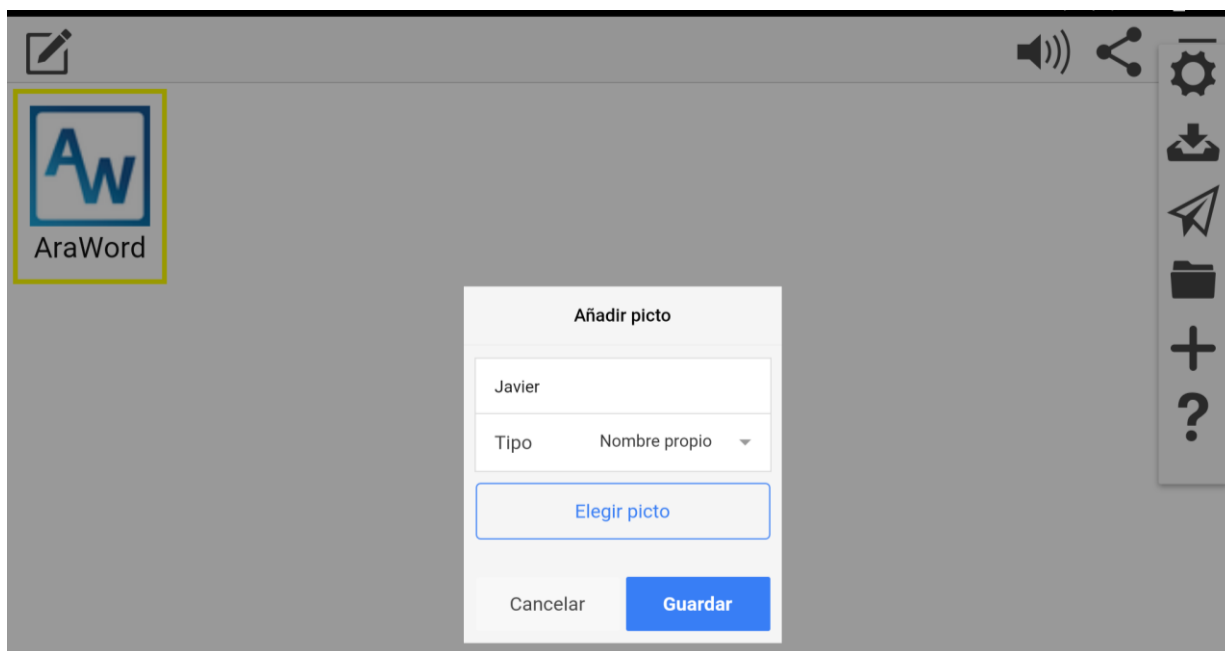 AW
AraWord
Añadir picto
Javier
Tipo Nombre propio
Elegir picto
Cancelar Guardar
?